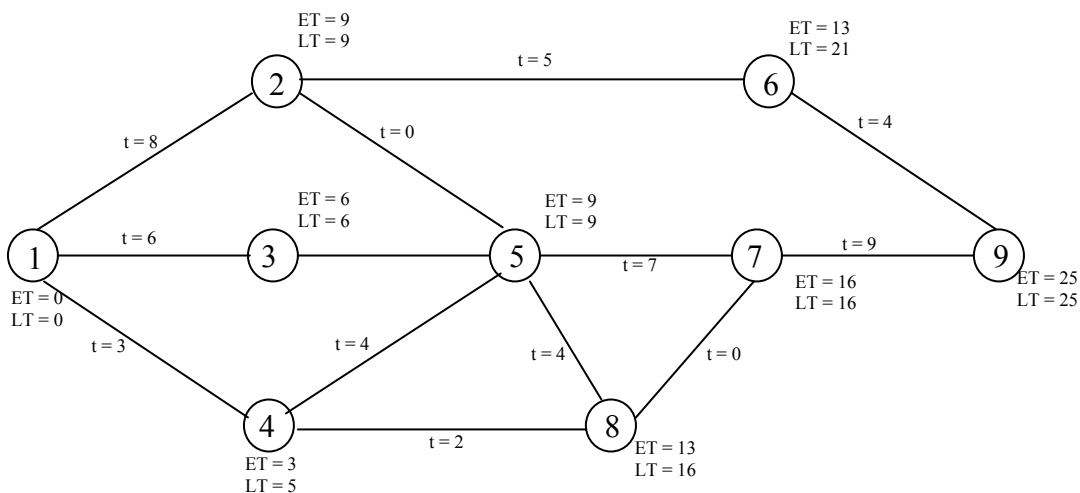 ET = 9
LT = 9
ET = 13
LT = 21
2
t = 5
6
t = 8
t = 0
t = 4
ET = 6
LT = 6
ET = 9
LT = 9
1
t = 6
3
5
t = 7
7
t = 9
9
ET = 0
LT = 0
ET = 16
LT = 16
ET = 25
LT = 25
t = 3
t = 4
t = 4
t = 0
4
t = 2
8
ET = 3
LT = 5
ET = 13
LT = 16